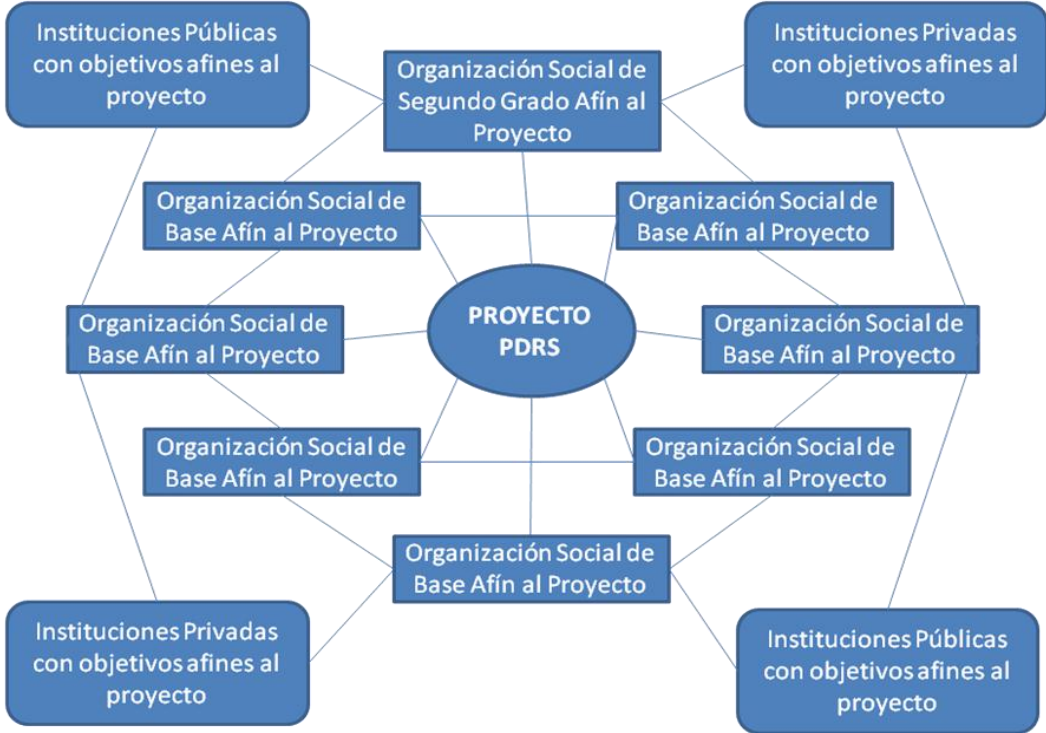 Instituciones Públicas
con objetivos afines al
proyecto
Organización Social de
Segundo Grado Afín al
Proyecto
Instituciones Privadas
con objetivos afines al
proyecto
Organización Social de
Base Afín al Proyecto
Organización Social de
Base Afín al Proyecto
Organización Social de
Base Afín al Proyecto
PROYECTO
PDRS
Organización Social de
Base Afín al Proyecto
Organización Social de
Base Afín al Proyecto
Organización Social de
Base Afín al Proyecto
Organización Social de
Base Afín al Proyecto
Instituciones Privadas
con objetivos afines al
proyecto
Instituciones Públicas
con objetivos afines al
proyecto